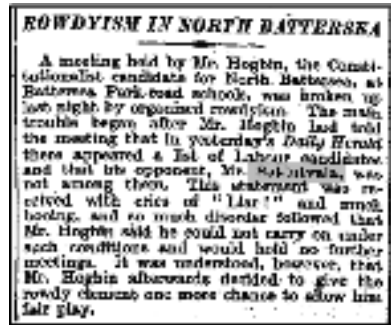 ROWDYISM IN NORTH BATTERSEA
A meeting held by Mr. Hogbin, the Consti-
tutionalist candidate for North Battersea, at
Battersea Park-road schools, was broken up
last night by organized rowdyism. The main
trouble began after Mr. Hogbin had told
the meeting that in yesterday's Daily Herald
there appeared a list of Labour candidates
and that his opponent, Mr. Saklatvala, was
not among them. This statement was re-
ceived with cries of "Liar!" and much
booing, and so much disorder followed that
Mr. Hogbin said he could not carry on under
such conditions and would hold no further
meetings. It was understood, however, that
Mr. Hogbin afterwards decided to give the
rowdy element one more chance to allow him
fair play.